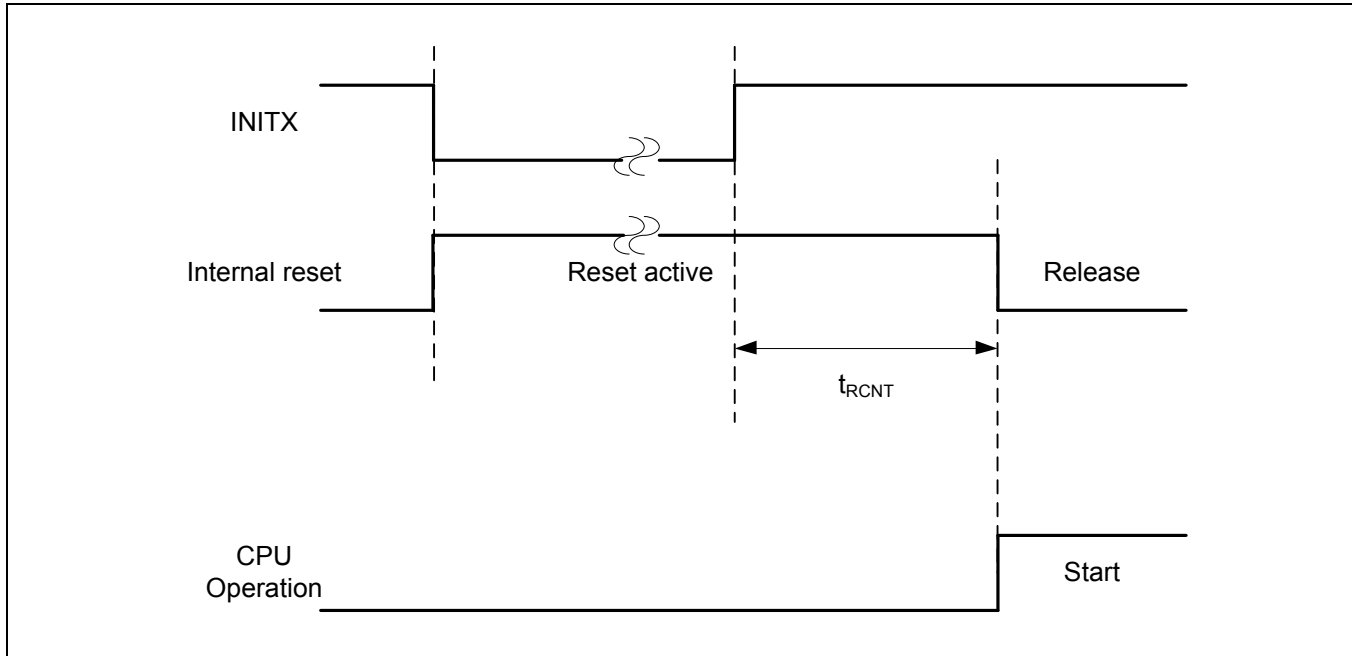 INITX
Internal reset
Reset active
Release
tRCNT
CPU
Operation
Start